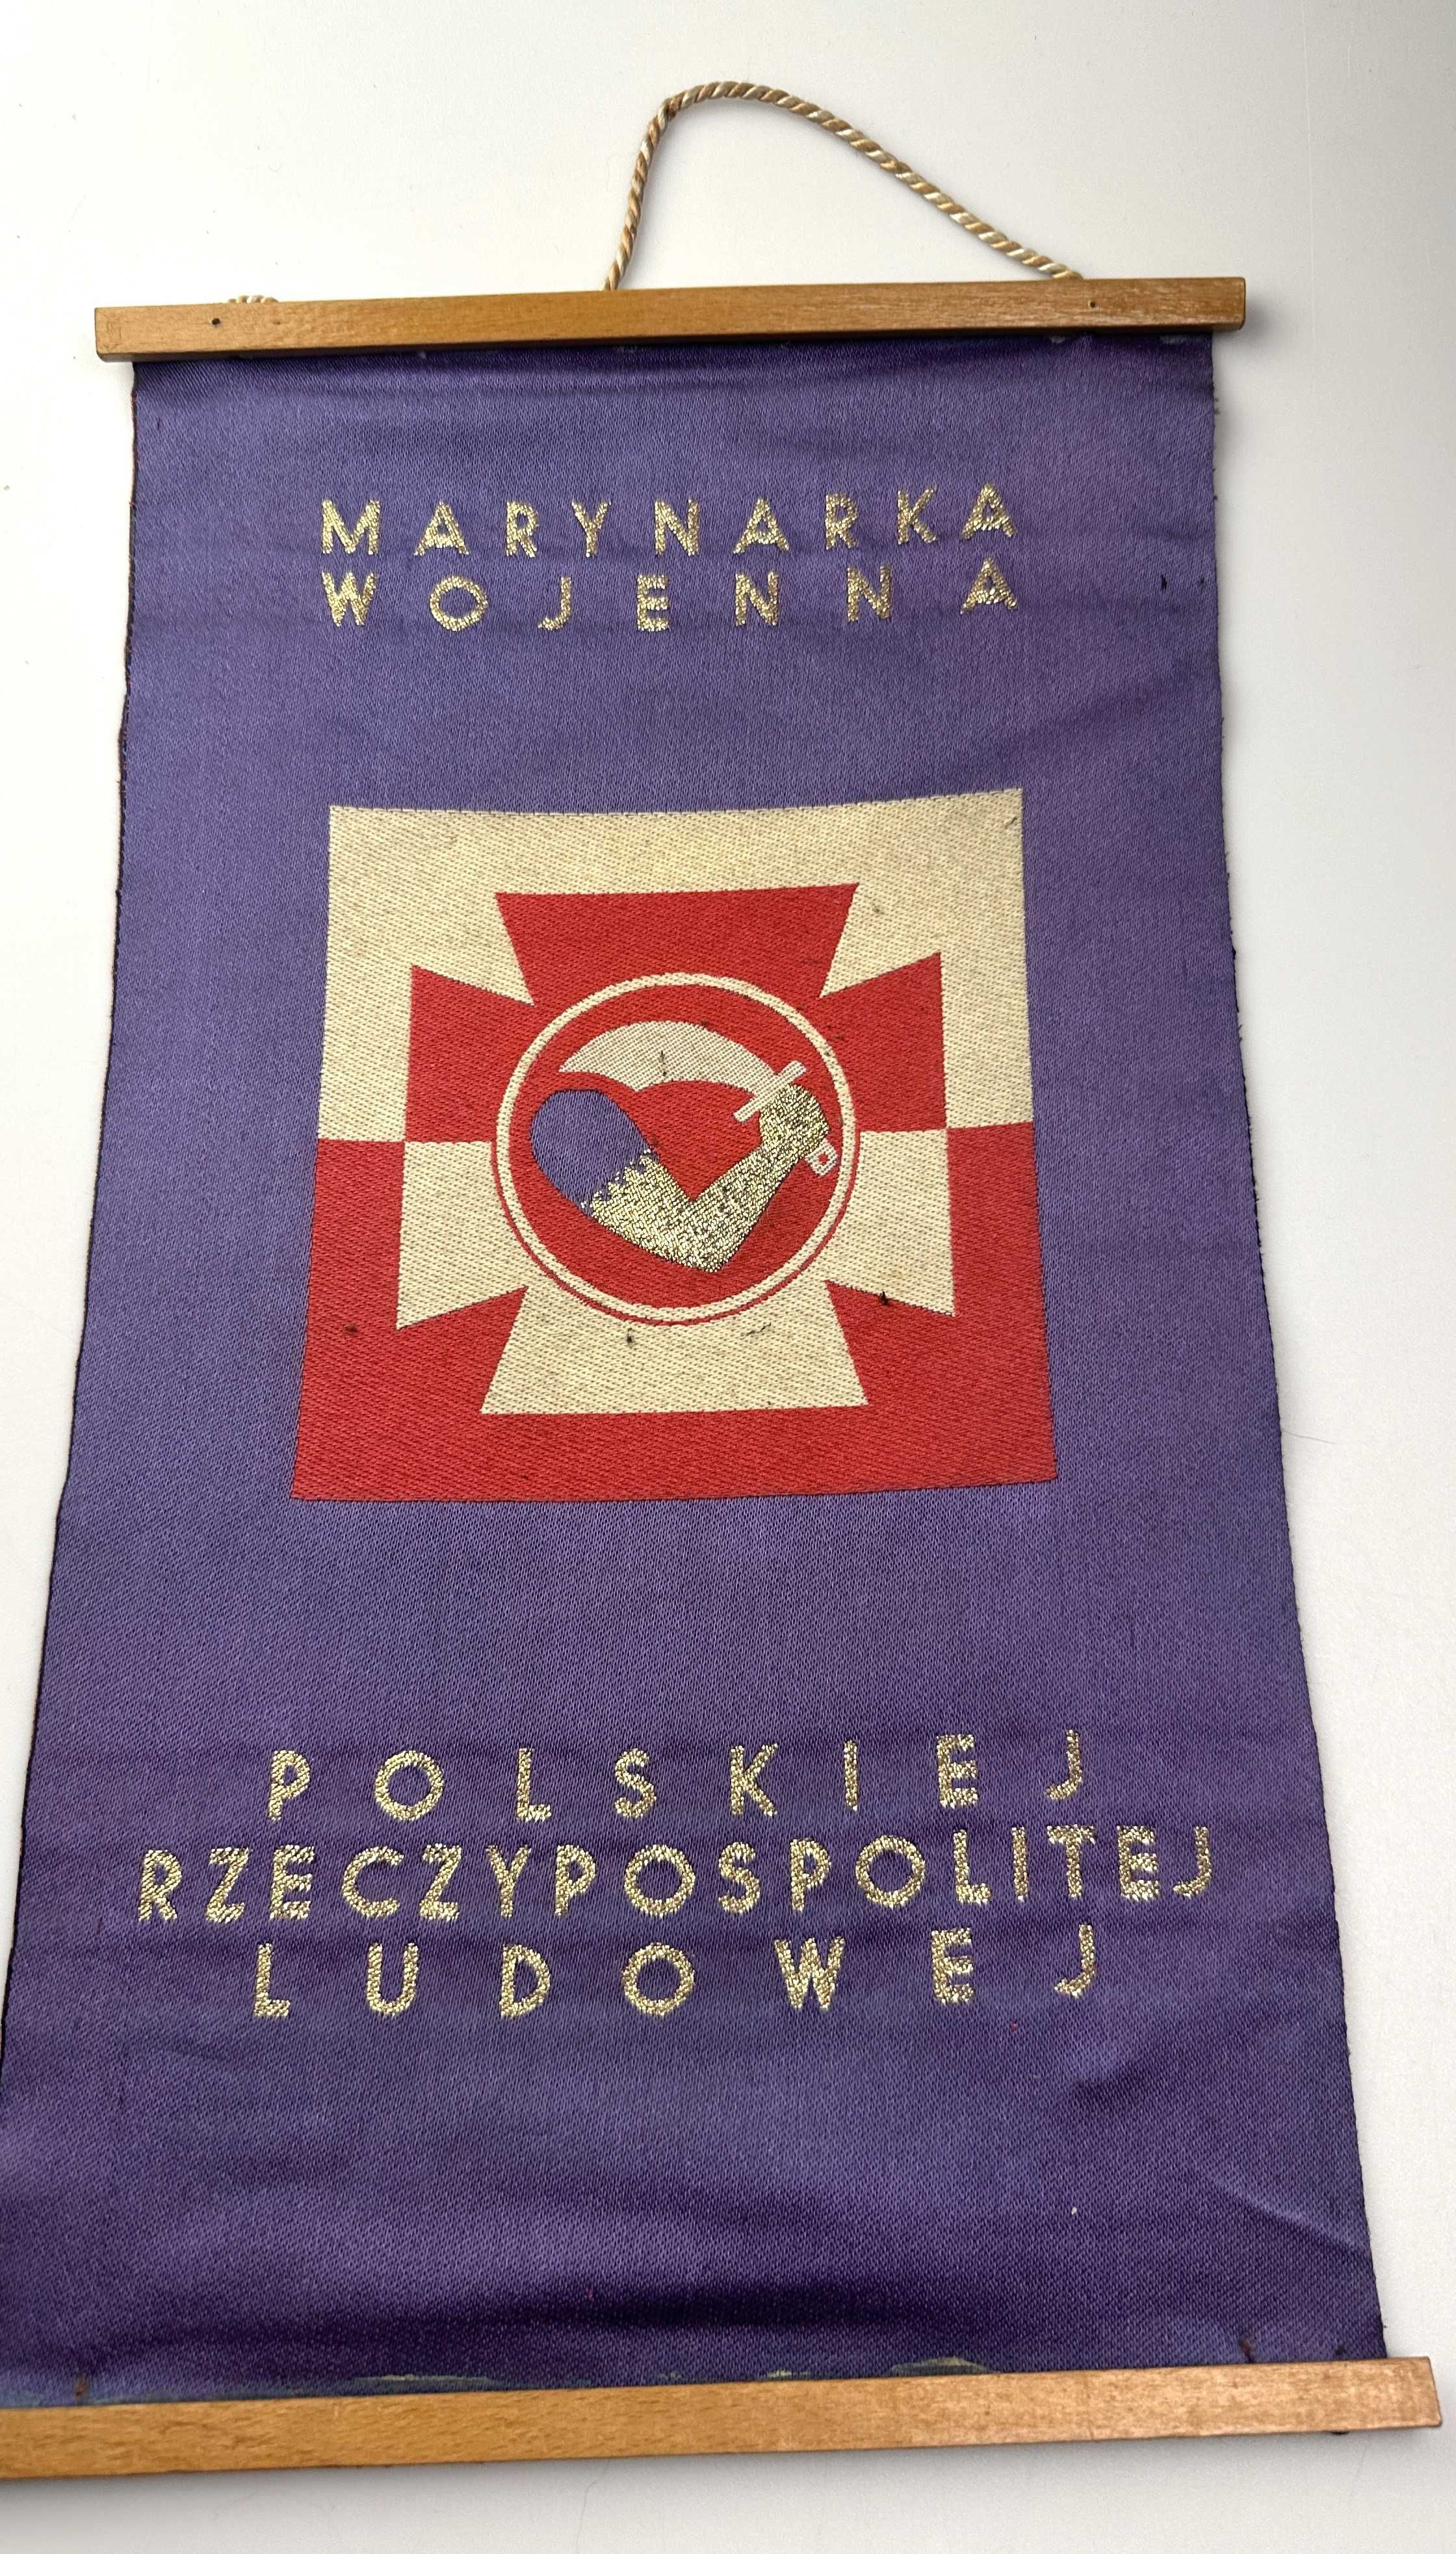 MARYNARKA
WOJENNA
POLSKIEJ
RZECZYPOSPOLITEJ
LUDOWEJ